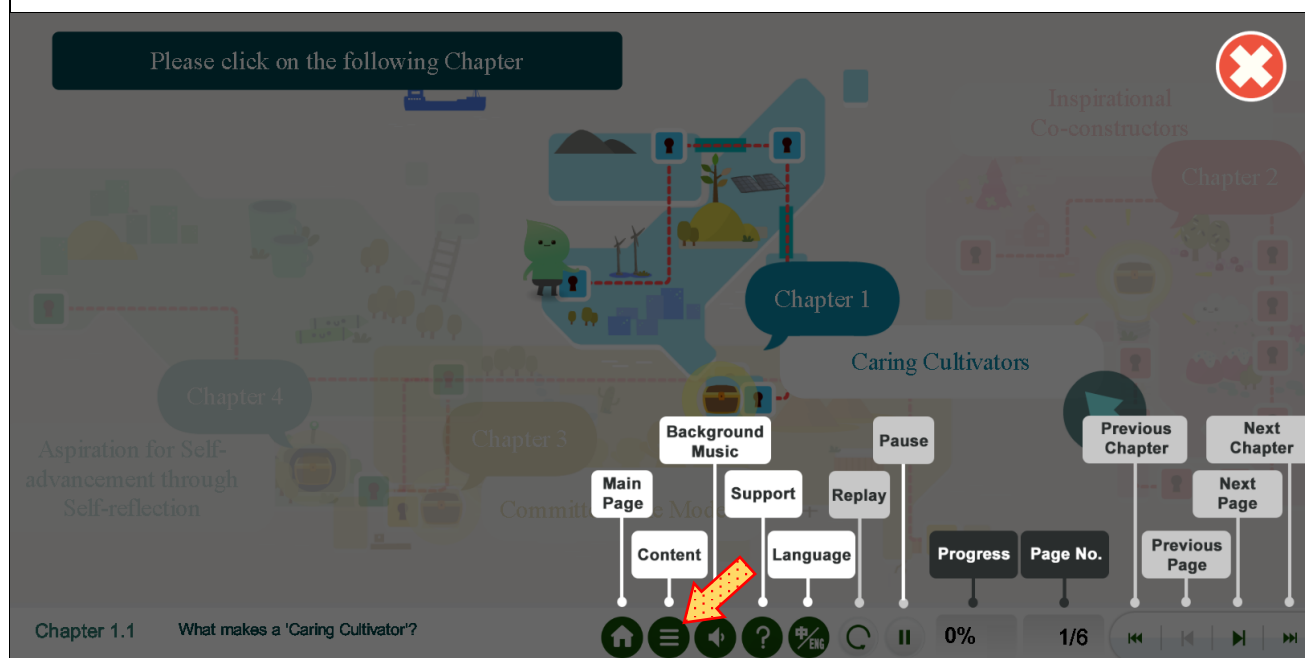 Please click on the following Chapter
Inspirational
Co-constructors
Chapter 2
Chapter 1
Caring Cultivators
Chapter 4
Aspiration for Self-
advancement through
Self-reflection
Chapter 3
Background
Music
Pause
Previous
Chapter
Next
Chapter
Main
Page
Support
Replay
Next
Page
Content
Language
Progress
Page No.
Previous
Page
Chapter 1.1
What makes a 'Caring Cultivator'?
?
中/ENG
0%
1/6